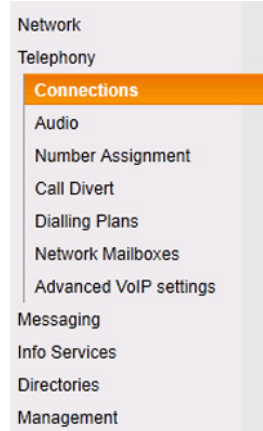 Network
Telephony
Connections
Audio
Number Assignment
Call Divert
Dialling Plans
Network Mailboxes
Advanced VoIP settings
Messaging
Info Services
Directories
Management